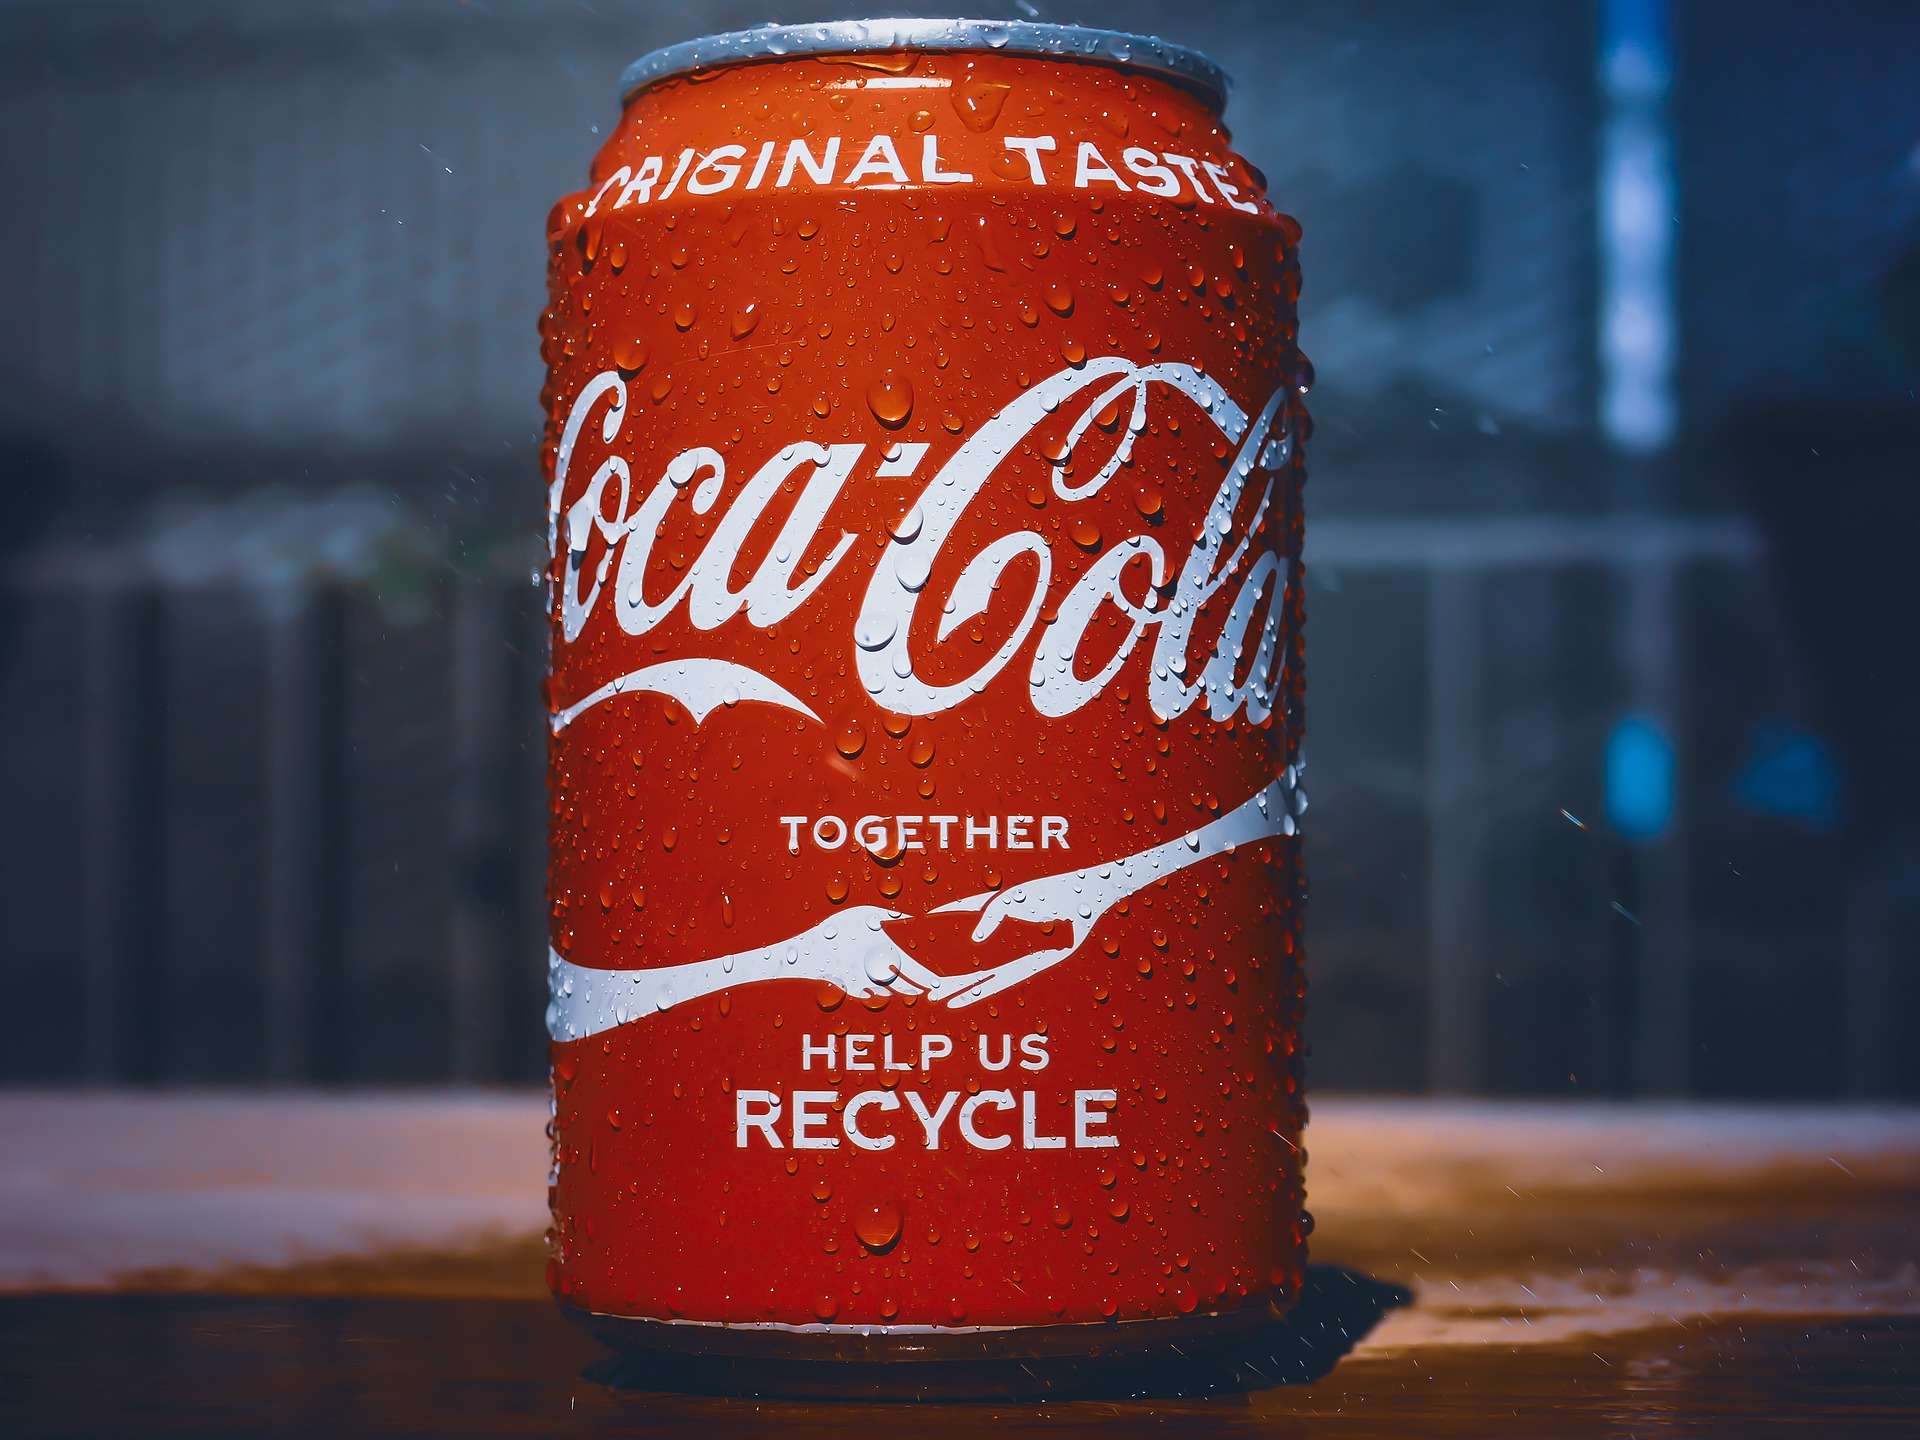 ORIGINAL TASTE
Coca-Cola
TOGETHER
HELP US
RECYCLE